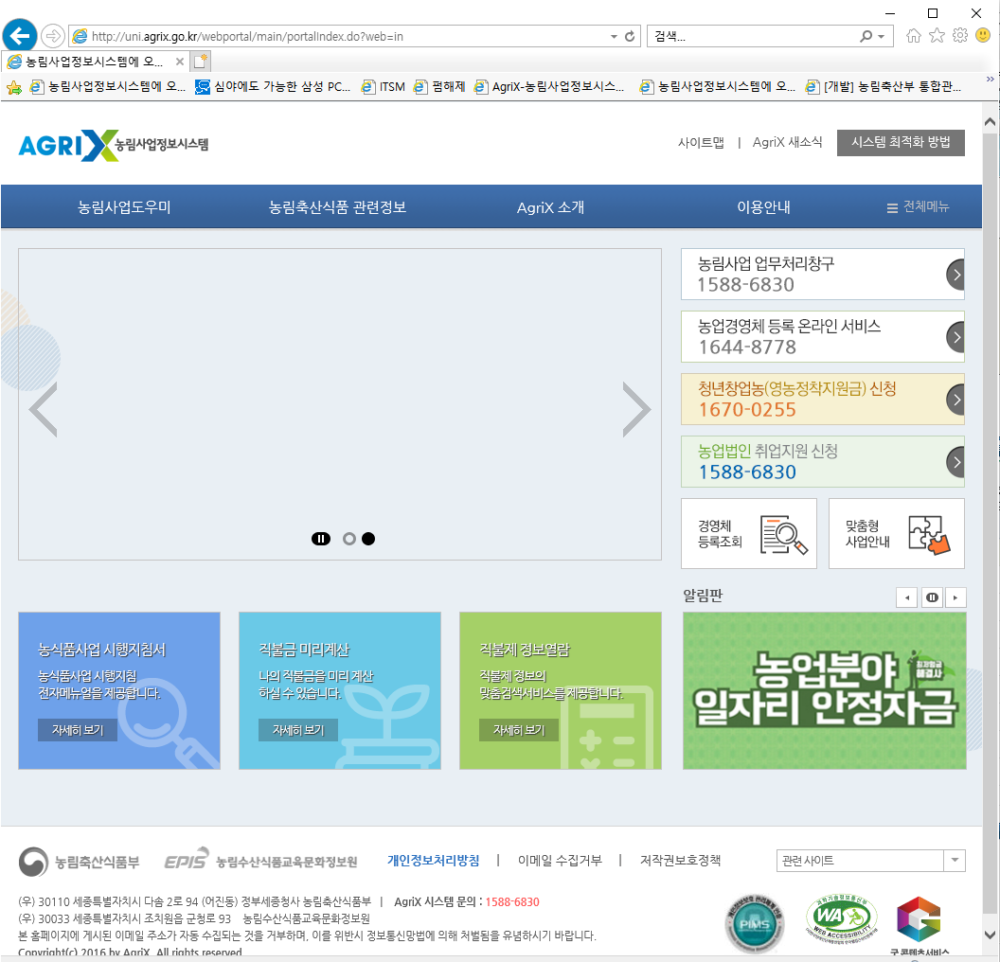 http://uni.agrix.go.kr/webportal/main/portalIndex.do?web=in
검색...
농림사업정보시스템에 오...
농림사업정보시스템에 오...
심야에도 가능한 삼성 PC...
ITSM
펌해제
AgriX-농림사업정보시스...
농림사업정보시스템에 오...
[개발] 농림축산부 통합관...
AGRIX 농림사업정보시스템
사이트맵 | AgriX 새소식
시스템 최적화 방법
농림사업도우미
농림축산식품 관련정보
AgriX 소개
이용안내
전체메뉴
농림사업 업무처리창구
1588-6830
농업경영체 등록 온라인 서비스
1644-8778
청년창업농(영농정착지원금) 신청
1670-0255
농업법인 취업지원 신청
1588-6830
경영체
등록조회
맞춤형
사업안내
알림판
농식품사업 시행지침서
농식품사업 시행지침
전자메뉴얼을 제공합니다.
자세히 보기
직불금 미리계산
나의 직불금을 미리 계산
하실 수 있습니다.
자세히 보기
직불제 정보열람
직불제 정보의
맞춤검색서비스를 제공합니다.
자세히 보기
농업분야
최저임금
해결사
일자리 안정자금
농림축산식품부
EPIS 농림수산식품교육문화정보원
개인정보처리방침 | 이메일 수집거부 | 저작권보호정책
관련 사이트
(우) 30110 세종특별자치시 다솜 2로 94 (어진동) 정부세종청사 농림축산식품부 | AgriX 시스템 문의 : 1588-6830
(우) 30033 세종특별자치시 조치원읍 군청로 93 농림수산식품교육문화정보원
본 홈페이지에 게시된 이메일 주소가 자동 수집되는 것을 거부하며, 이를 위반시 정보통신망법에 의해 처벌됨을 유념하시기 바랍니다.
Copyright(c) 2016 by AgriX. All rights reserved
PIMS
과학기술정보통신부
WA
WEB ACCESSIBILITY
굿콘텐츠서비스